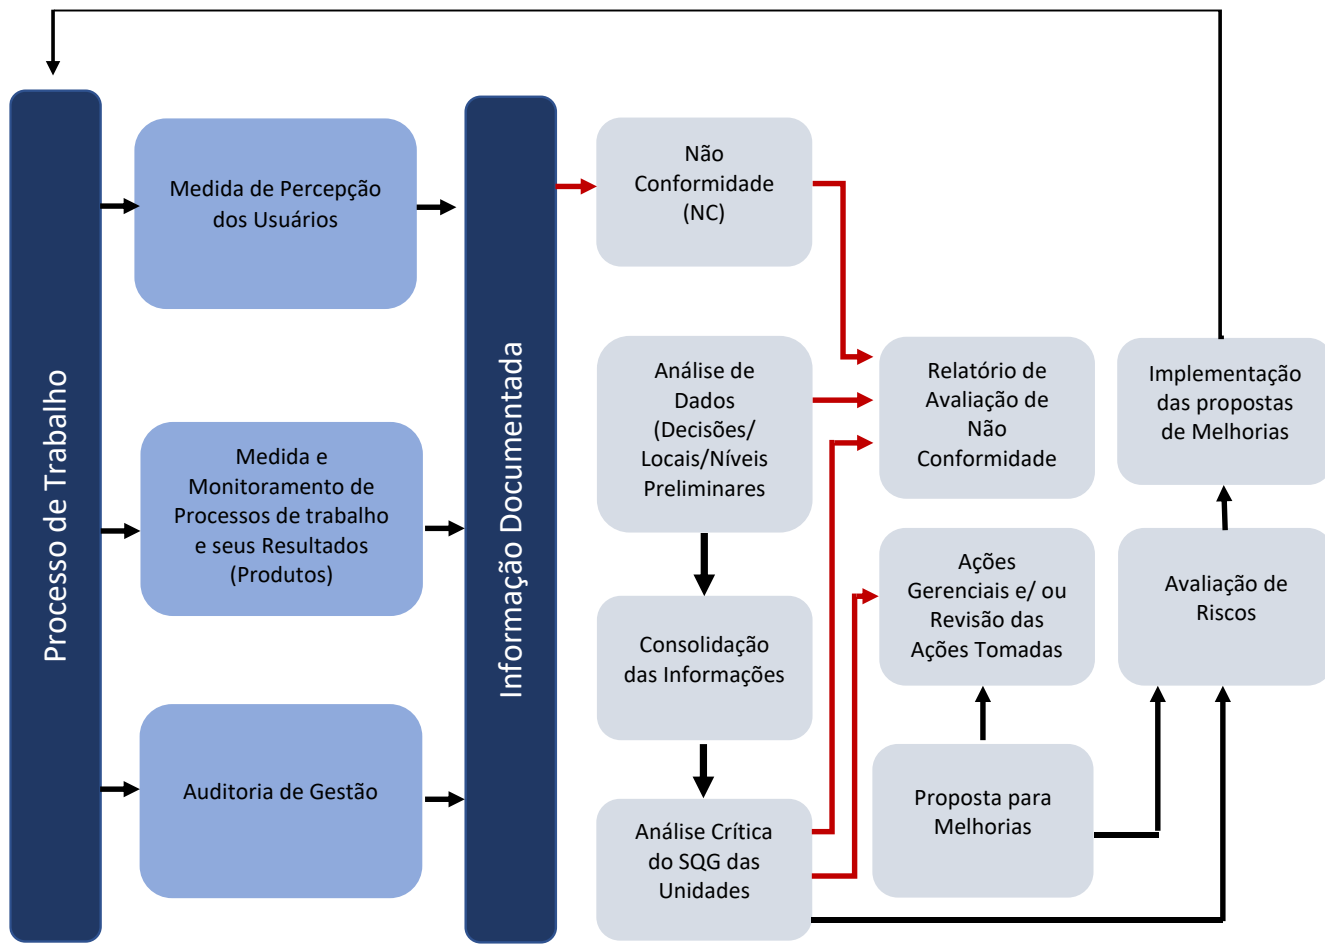 Processo de Trabalho
Medida de Percepção
dos Usuários
Medida e
Monitoramento de
Processos de trabalho
e seus Resultados
(Produtos)
Auditoria de Gestão
Informação Documentada
Não
Conformidade
(NC)
Análise de
Dados
(Decisões/
Locais/Níveis
Preliminares
Consolidação
das Informações
Análise Crítica
do SQG das
Unidades
Relatório de
Avaliação de
Não
Conformidade
Ações
Gerenciais e/ ou
Revisão das
Ações Tomadas
Proposta para
Melhorias
Implementação
das propostas
de Melhorias
Avaliação de
Riscos